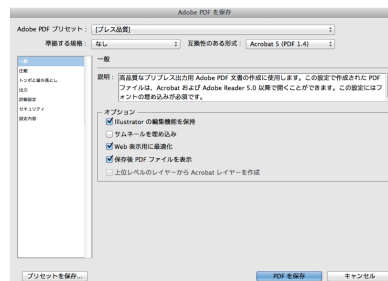 Adobe PDF を保存
Adobe PDF プリセット： [プレス品質]
準拠する規格： なし 互換性のある形式： Acrobat 5 (PDF 1.4)
一般
圧縮
トンボと裁ち落とし
出力
詳細設定
セキュリティ
設定内容
一般
説明： 高品質なプリプレス出力用 Adobe PDF 文書の作成に使用します。この設定で作成された PDF
ファイルは、Acrobat および Adobe Reader 5.0 以降で開くことができます。この設定にはフ
ォントの埋め込みが必須です。
オプション
Illustrator の編集機能を保持
サムネールを埋め込み
Web 表示用に最適化
保存後 PDF ファイルを表示
上位レベルのレイヤーから Acrobat レイヤーを作成
プリセットを保存... PDF を保存 キャンセル